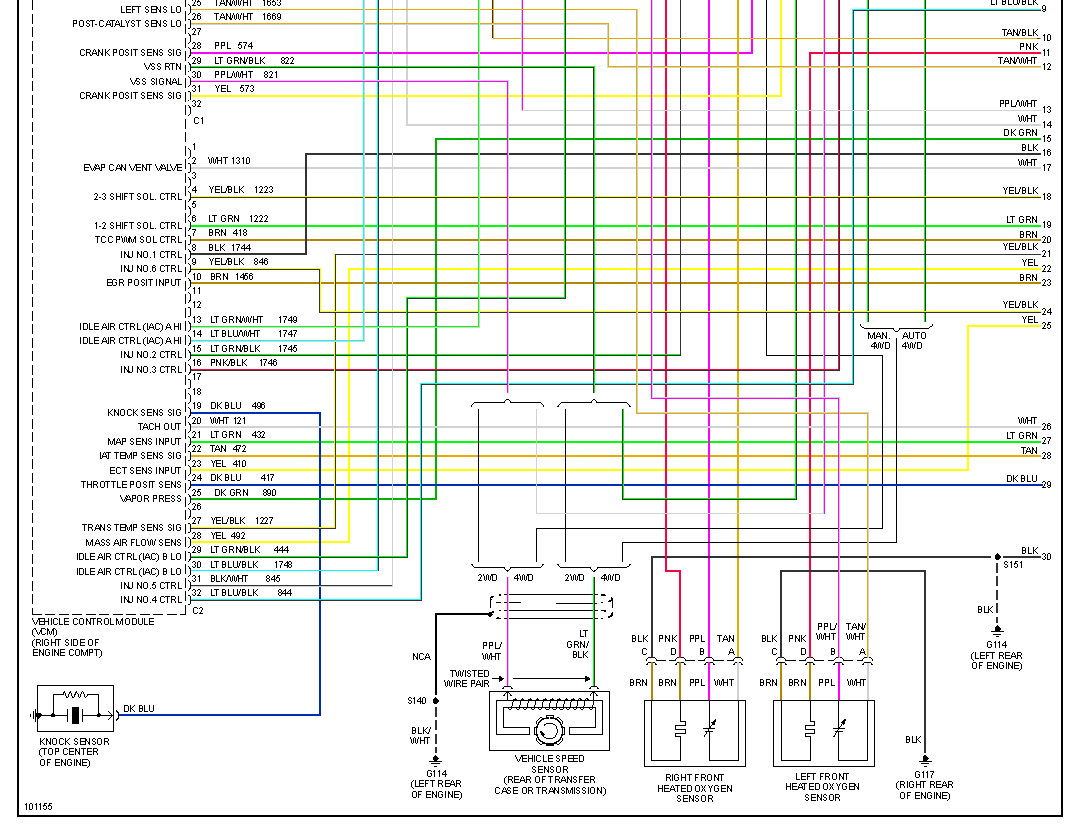 25 TAN/WHT 1653
LEFT SENS LO
26 TAN/WHT 1669
POST-CATALYST SENS LO
27
28 PPL 574
CRANK POSIT SENS SIG
29 LT GRN/BLK 822
VSS RTN
30 PPL/WHT 821
VSS SIGNAL
31 YEL 573
CRANK POSIT SENS SIG
32
C1
1
2 WHT 1310
EVAP CAN VENT VALVE
3
4 YEL/BLK 1223
2-3 SHIFT SOL. CTRL
5
6 LT GRN 1222
1-2 SHIFT SOL. CTRL
7 BRN 418
TCC PWM SOL CTRL
8 BLK 1744
INJ NO.1 CTRL
9 YEL/BLK 846
INJ NO.6 CTRL
10 BRN 1456
EGR POSIT INPUT
11
12
13 LT GRN/WHT 1749
IDLE AIR CTRL (IAC) A HI
14 LT BLU/WHT 1747
IDLE AIR CTRL (IAC) A HI
15 LT GRN/BLK 1745
INJ NO.2 CTRL
16 PNK/BLK 1746
INJ NO.3 CTRL
17
18
19 DK BLU 496
KNOCK SENS SIG
20 WHT 121
TACH OUT
21 LT GRN 432
MAP SENS INPUT
22 TAN 472
IAT TEMP SENS SIG
23 YEL 410
ECT SENS INPUT
24 DK BLU 417
THROTTLE POSIT SENS
25 DK GRN 890
VAPOR PRESS
26
27 YEL/BLK 1227
TRANS TEMP SENS SIG
28 YEL 492
MASS AIR FLOW SENS
29 LT GRN/BLK 444
IDLE AIR CTRL (IAC) B LO
30 LT BLU/BLK 1748
IDLE AIR CTRL (IAC) B LO
31 BLK/WHT 845
INJ NO.5 CTRL
32 LT BLU/BLK 844
INJ NO.4 CTRL
C2
VEHICLE CONTROL MODULE
(VCM)
(RIGHT SIDE OF
ENGINE COMPT)
LT BLU/BLK 9
TAN/BLK 10
PNK 11
TAN/WHT 12
PPL/WHT 13
WHT 14
DK GRN 15
BLK 16
WHT 17
YEL/BLK 18
LT GRN 19
BRN 20
YEL/BLK 21
YEL 22
BRN 23
YEL/BLK 24
YEL 25
MAN. 4WD
AUTO 4WD
WHT 26
LT GRN 27
TAN 28
DK BLU 29
BLK 30
S151
BLK
G114
(LEFT REAR
OF ENGINE)
2WD 4WD 2WD 4WD
PPL/
WHT
LT
GRN/
BLK
NCA
TWISTED
WIRE PAIR
S140
BLK/
WHT
G114
(LEFT REAR
OF ENGINE)
VEHICLE SPEED
SENSOR
(REAR OF TRANSFER
CASE OR TRANSMISSION)
BLK PNK PPL TAN
C D B A
BRN BRN PPL WHT
RIGHT FRONT
HEATED OXYGEN
SENSOR
BLK PNK PPL/WHT TAN/WHT
C D B A
BRN BRN PPL WHT
LEFT FRONT
HEATED OXYGEN
SENSOR
BLK
G117
(RIGHT REAR
OF ENGINE)
DK BLU
KNOCK SENSOR
(TOP CENTER
OF ENGINE)
101155